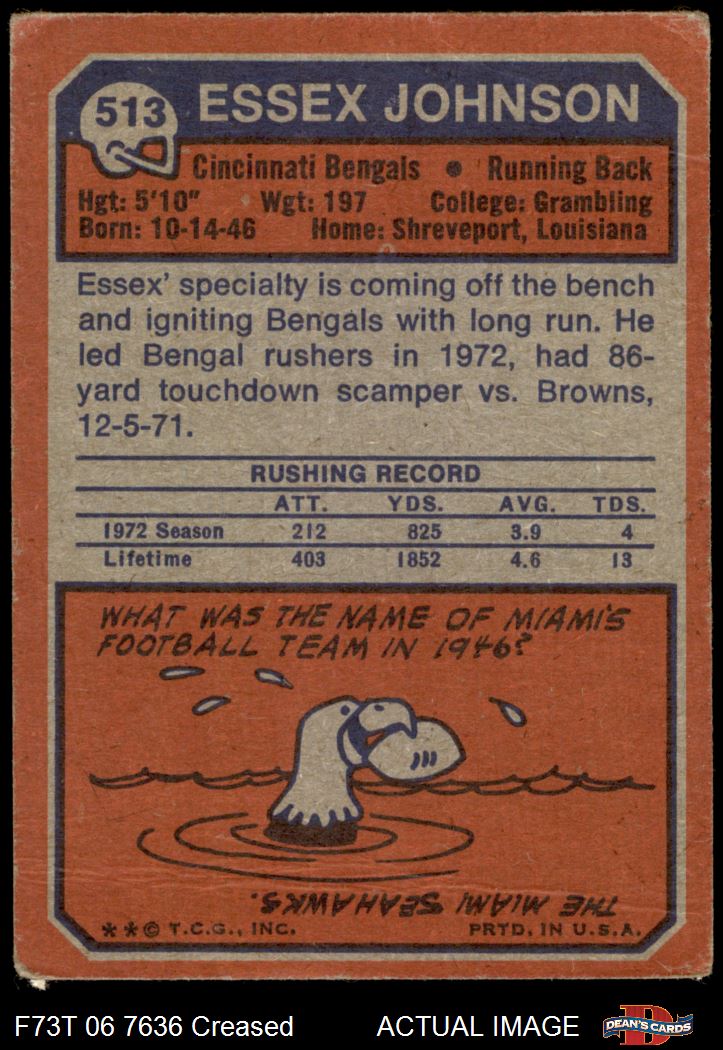 513 ESSEX JOHNSON
Cincinnati Bengals • Running Back
Hgt: 5'10" Wgt: 197 College: Grambling
Born: 10-14-46 Home: Shreveport, Louisiana
Essex' specialty is coming off the bench
and igniting Bengals with long run. He
led Bengal rushers in 1972, had 86-
yard touchdown scamper vs. Browns,
12-5-71.
RUSHING RECORD
ATT. YDS. AVG. TDS.
1972 Season 212 825 3.9 4
Lifetime 403 1852 4.6 13
WHAT WAS THE NAME OF MIAMI'S
FOOTBALL TEAM IN 1946?
THE MIAMI SEAHAWKS.
**© T.C.G., INC. PRTD. IN U.S.A.
F73T 06 7636 Creased ACTUAL IMAGE
D
DEAN'S CARDS